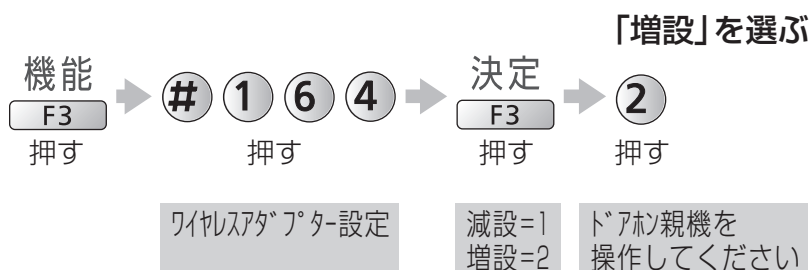 「増設」を選ぶ
機能 決定
F3 # 1 6 4 F3 2
押す 押す 押す 押す
ﾜｲﾔﾚｽｱﾀﾞﾌﾟﾀｰ設定 減設=1 ﾄﾞｱﾎﾝ親機を
増設=2 操作してください